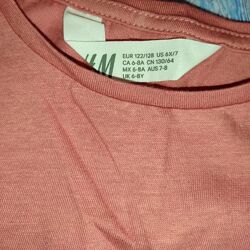 H&M
EUR 122/128 US 6X/7
CA 6-8A CN 130/64
MX 6-8A AUS 7-8
UK 6-8Y